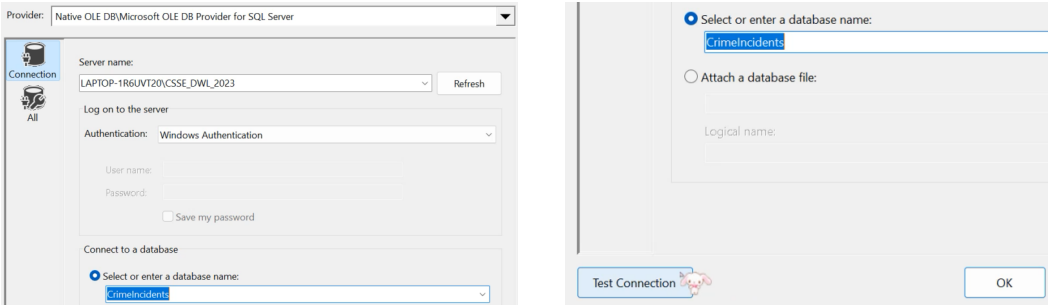 Provider: Native OLE DB\Microsoft OLE DB Provider for SQL Server
Connection
All
Server name:
LAPTOP-1R6UVT20\CSSE_DWL_2023
Refresh
Log on to the server
Authentication: Windows Authentication
User name:
Password:
Save my password
Connect to a database
Select or enter a database name:
CrimeIncidents
Select or enter a database name:
CrimeIncidents
Attach a database file:
Logical name:
Test Connection
OK